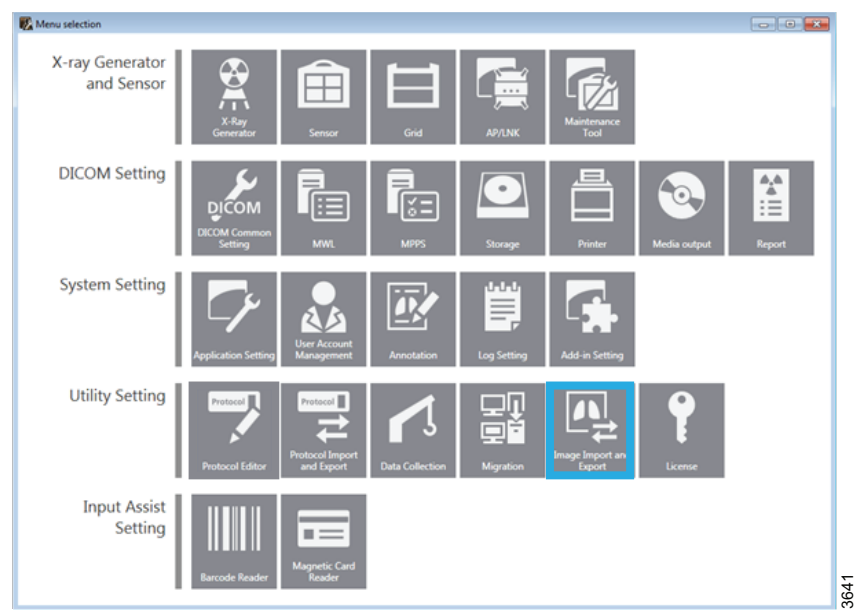 Menu selection
X-ray Generator
and Sensor
X-Ray
Generator
Sensor
Grid
AP/LNK
Maintenance
Tool
DICOM Setting
DICOM
DICOM Common
Setting
MWL
MPPS
Storage
Printer
Media output
Report
System Setting
Application Setting
User Account
Management
Annotation
Log Setting
Add-in Setting
Utility Setting
Protocol
Protocol Editor
Protocol
Protocol Import
and Export
Data Collection
Migration
Image Import an
Export
License
Input Assist
Setting
Barcode Reader
Magnetic Card
Reader
3641